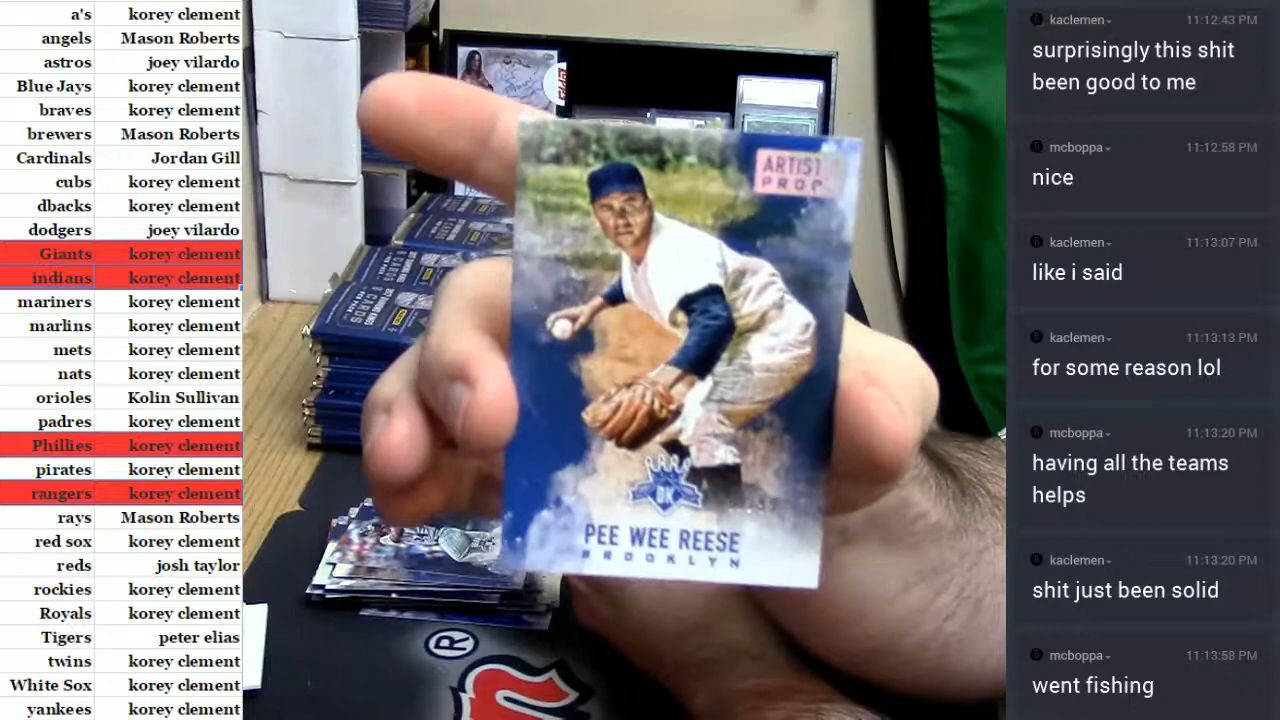 a's korey clement
angels Mason Roberts
astros joey vilardo
Blue Jays korey clement
braves korey clement
brewers Mason Roberts
Cardinals Jordan Gill
cubs korey clement
dbacks korey clement
dodgers joey vilardo
Giants korey clement
indians korey clement
mariners korey clement
marlins korey clement
mets korey clement
nats korey clement
orioles Kolin Sullivan
padres korey clement
Phillies korey clement
pirates korey clement
rangers korey clement
rays Mason Roberts
red sox korey clement
reds josh taylor
rockies korey clement
Royals korey clement
Tigers peter elias
twins korey clement
White Sox korey clement
yankees korey clement
ARTIST
PROOF
DK
PEE WEE REESE
BROOKLYN
8 CARDS
8 CARDS
®
kaclemen 11:12:43 PM
surprisingly this shit
been good to me
mcboppa 11:12:58 PM
nice
kaclemen 11:13:07 PM
like i said
kaclemen 11:13:13 PM
for some reason lol
mcboppa 11:13:20 PM
having all the teams
helps
kaclemen 11:13:20 PM
shit just been solid
mcboppa 11:13:58 PM
went fishing